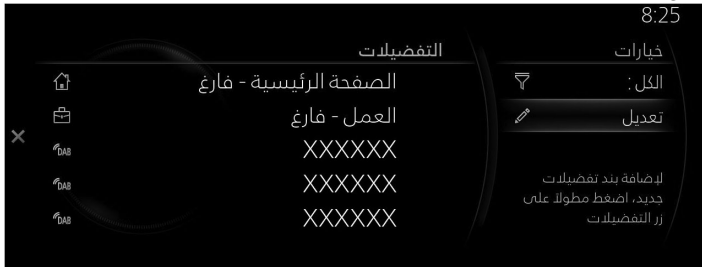 8:25
خيارات
الكل :
تعديل
لإضافة بند تفضيلات
جديد، اضغط مطولاً على
زر التفضيلات
التفضيلات
الصفحة الرئيسية - فارغ
العمل - فارغ
XXXXXX
DAB
XXXXXX
DAB
XXXXXX
DAB